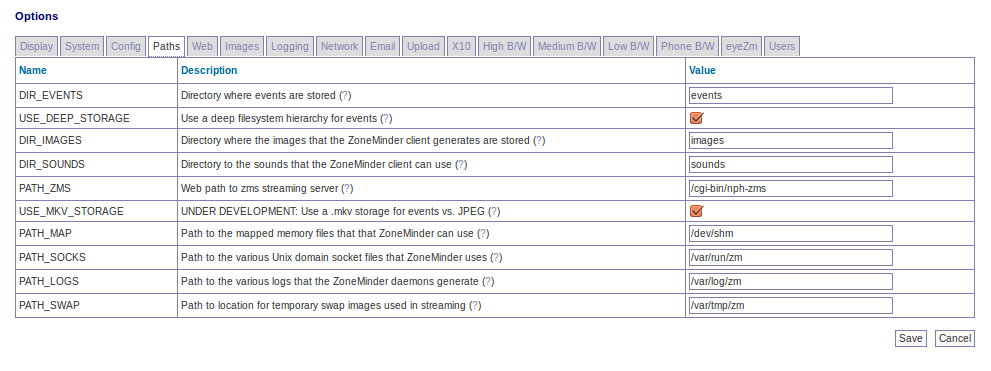 Options
Display System Config Paths Web Images Logging Network Email Upload X10 High B/W Medium B/W Low B/W Phone B/W eyeZm Users
Name Description Value
DIR_EVENTS Directory where events are stored (?) events
USE_DEEP_STORAGE Use a deep filesystem hierarchy for events (?)
DIR_IMAGES Directory where the images that the ZoneMinder client generates are stored (?) images
DIR_SOUNDS Directory to the sounds that the ZoneMinder client can use (?) sounds
PATH_ZMS Web path to zms streaming server (?) /cgi-bin/nph-zms
USE_MKV_STORAGE UNDER DEVELOPMENT: Use a .mkv storage for events vs. JPEG (?)
PATH_MAP Path to the mapped memory files that that ZoneMinder can use (?) /dev/shm
PATH_SOCKS Path to the various Unix domain socket files that ZoneMinder uses (?) /var/run/zm
PATH_LOGS Path to the various logs that the ZoneMinder daemons generate (?) /var/log/zm
PATH_SWAP Path to location for temporary swap images used in streaming (?) /var/tmp/zm
Save Cancel